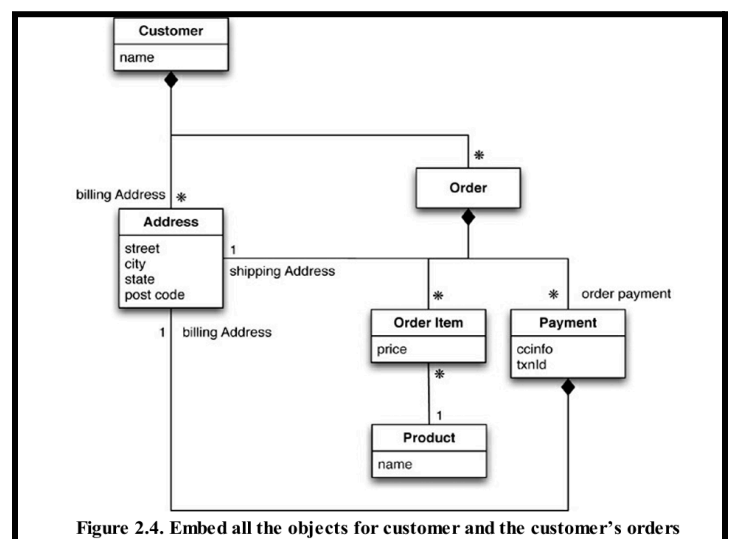 Customer
name
*
Order
billing Address *
Address
street
city
state
post code
1
shipping Address
* order payment
*
1 billing Address
Order Item
price
Payment
ccinfo
txnId
*
1
Product
name
Figure 2.4. Embed all the objects for customer and the customer's orders